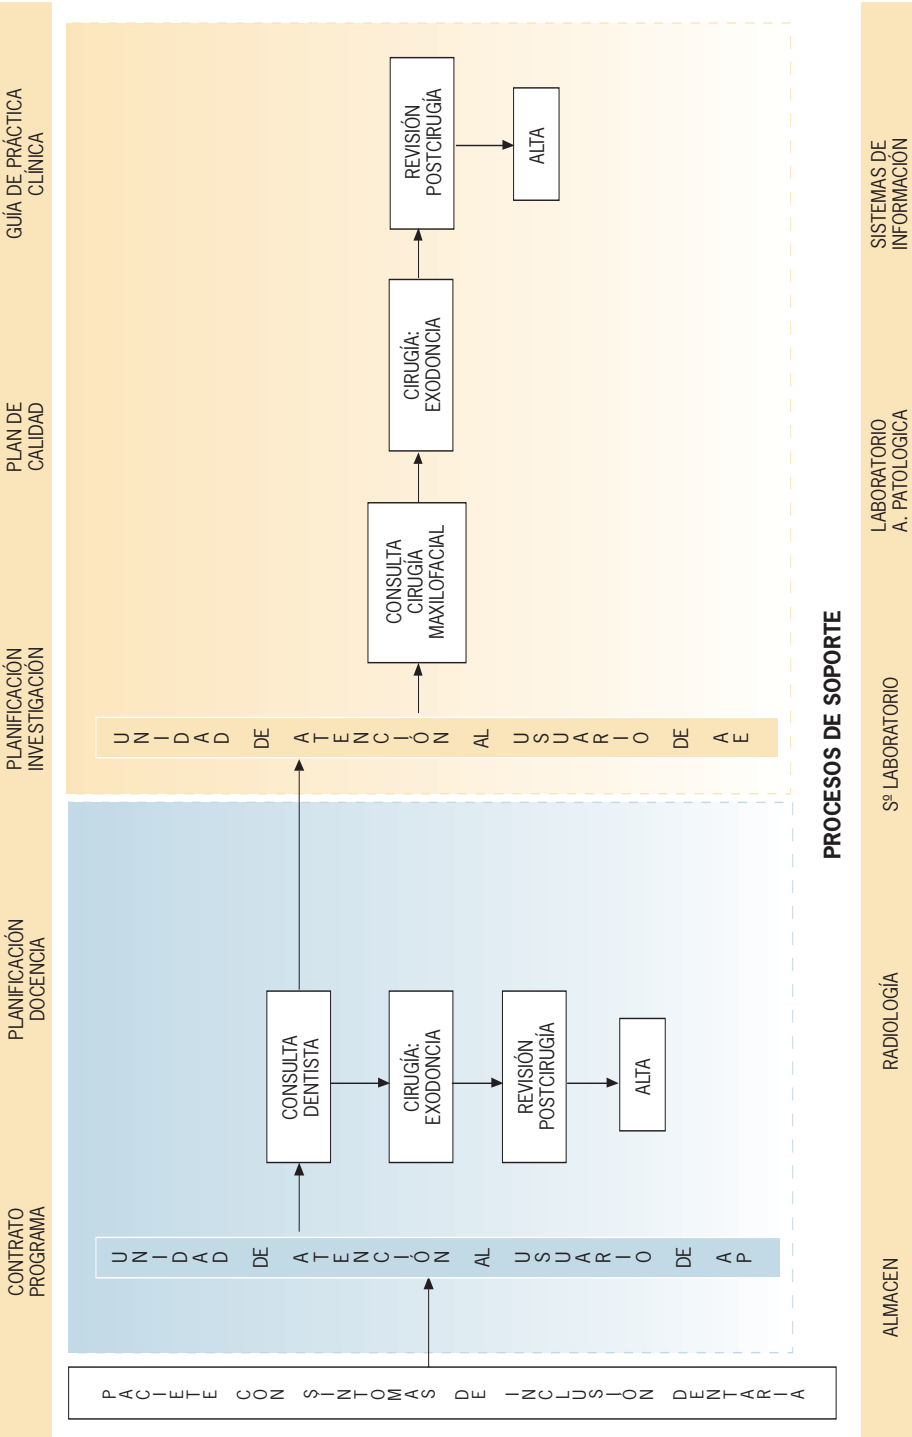 CONTRATO
PROGRAMA
PLANIFICACIÓN
DOCENCIA
PLANIFICACIÓN
INVESTIGACIÓN
PLAN DE
CALIDAD
GUÍA DE PRÁCTICA
CLÍNICA
PACIETE CON SÍNTOMAS DE INCLUSIÓN DENTARIA
UNIDAD DE ATENCIÓN AL USUARIO DE AP
CONSULTA
DENTISTA
CIRUGÍA:
EXODONCIA
REVISIÓN
POSTCIRUGÍA
ALTA
UNIDAD DE ATENCIÓN AL USUARIO DE AE
CONSULTA
CIRUGÍA
MAXILOFACIAL
CIRUGÍA:
EXODONCIA
REVISIÓN
POSTCIRUGÍA
ALTA
PROCESOS DE SOPORTE
ALMACEN
RADIOLOGÍA
Sº LABORATORIO
LABORATORIO
A. PATOLOGICA
SISTEMAS DE
INFORMACIÓN